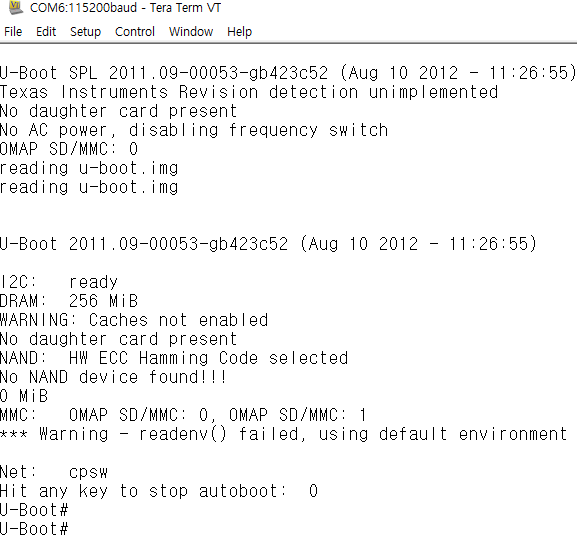 COM6:115200baud - Tera Term VT
File Edit Setup Control Window Help
U-Boot SPL 2011.09-00053-gb423c52 (Aug 10 2012 - 11:26:55)
Texas Instruments Revision detection unimplemented
No daughter card present
No AC power, disabling frequency switch
OMAP SD/MMC: 0
reading u-boot.img
reading u-boot.img
U-Boot 2011.09-00053-gb423c52 (Aug 10 2012 - 11:26:55)
I2C:   ready
DRAM:  256 MiB
WARNING: Caches not enabled
No daughter card present
NAND:  HW ECC Hamming Code selected
No NAND device found!!!
0 MiB
MMC:   OMAP SD/MMC: 0, OMAP SD/MMC: 1
*** Warning - readenv() failed, using default environment
Net:   cpsw
Hit any key to stop autoboot:  0
U-Boot#
U-Boot#